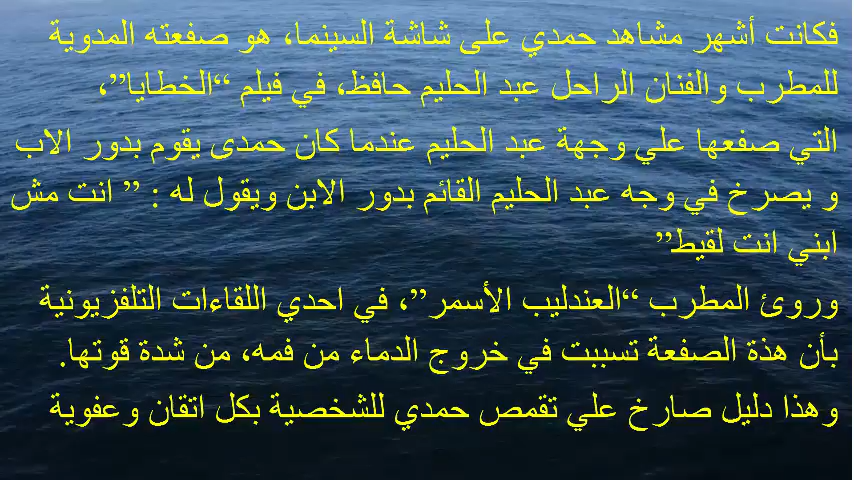 فكانت أشهر مشاهد حمدي على شاشة السينما، هو صفعته المدوية
للمطرب والفنان الراحل عبد الحليم حافظ، في فيلم “الخطايا”،
التي صفعها علي وجهة عبد الحليم عندما كان حمدى يقوم بدور الاب
و يصرخ في وجه عبد الحليم القائم بدور الابن ويقول له : ” انت مش
ابني انت لقيط”
وروئ المطرب “العندليب الأسمر”، في احدي اللقاءات التلفزيونية
بأن هذة الصفعة تسببت في خروج الدماء من فمه، من شدة قوتها.
وهذا دليل صارخ علي تقمص حمدي للشخصية بكل اتقان وعفوية